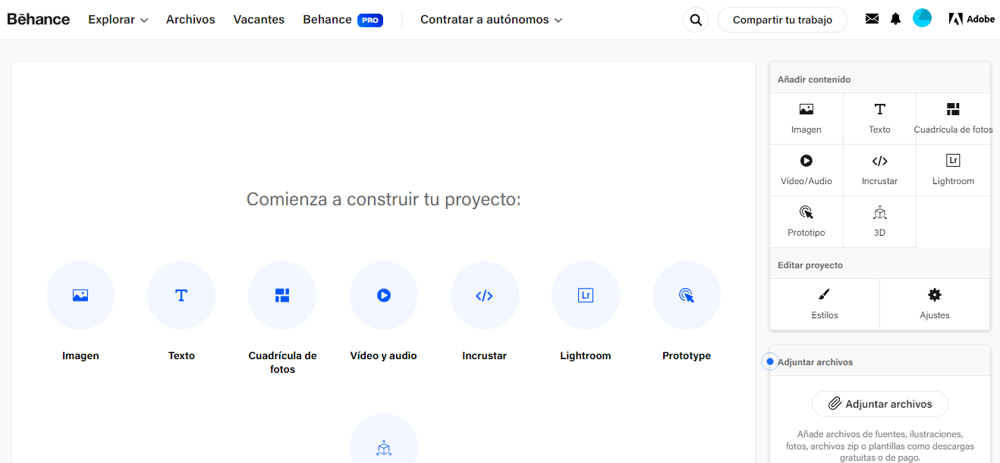 Bēhance Explorar Archivos Vacantes Behance PRO Contratar a autónomos Compartir tu trabajo Adobe
Comienza a construir tu proyecto:
Imagen Texto Cuadrícula de fotos Vídeo y audio Incrustar Lightroom Prototype
Lr
Añadir contenido
Imagen Texto Cuadrícula de fotos
Lr
Vídeo/Audio Incrustar Lightroom
Prototipo 3D
Editar proyecto
Estilos Ajustes
Adjuntar archivos
Adjuntar archivos
Añade archivos de fuentes, ilustraciones,
fotos, archivos zip o plantillas como descargas
gratuitas o de pago.